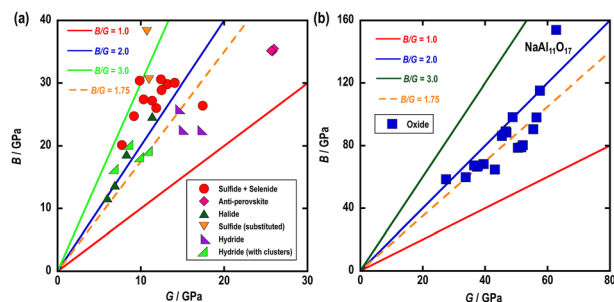 (a)
B / GPa
40
30
20
10
0
B/G = 1.0
B/G = 2.0
B/G = 3.0
B/G = 1.75
Sulfide + Selenide
Anti-perovskite
Halide
Sulfide (substituted)
Hydride
Hydride (with clusters)
0 10 20 30
G / GPa
(b)
B / GPa
160
120
80
40
0
B/G = 1.0
B/G = 2.0
B/G = 3.0
B/G = 1.75
Oxide
NaAl₁₁O₁₇
0 20 40 60 80
G / GPa